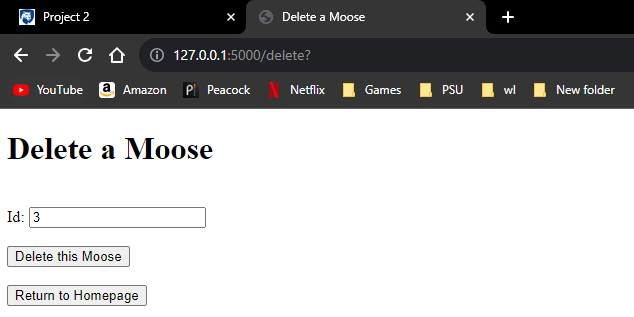 Project 2 Delete a Moose
127.0.0.1:5000/delete?
YouTube Amazon Peacock Netflix Games PSU wl New folder
Delete a Moose
Id: 3
Delete this Moose
Return to Homepage